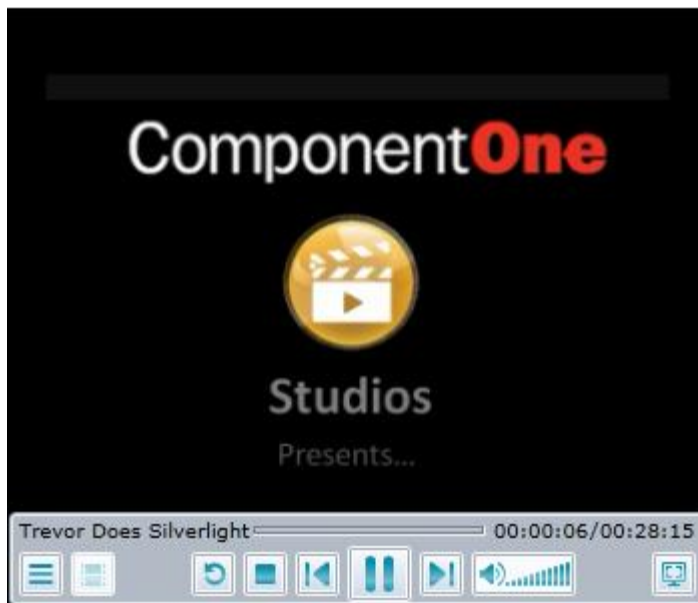 ComponentOne
Studios
Presents...
Trevor Does Silverlight 00:00:06/00:28:15